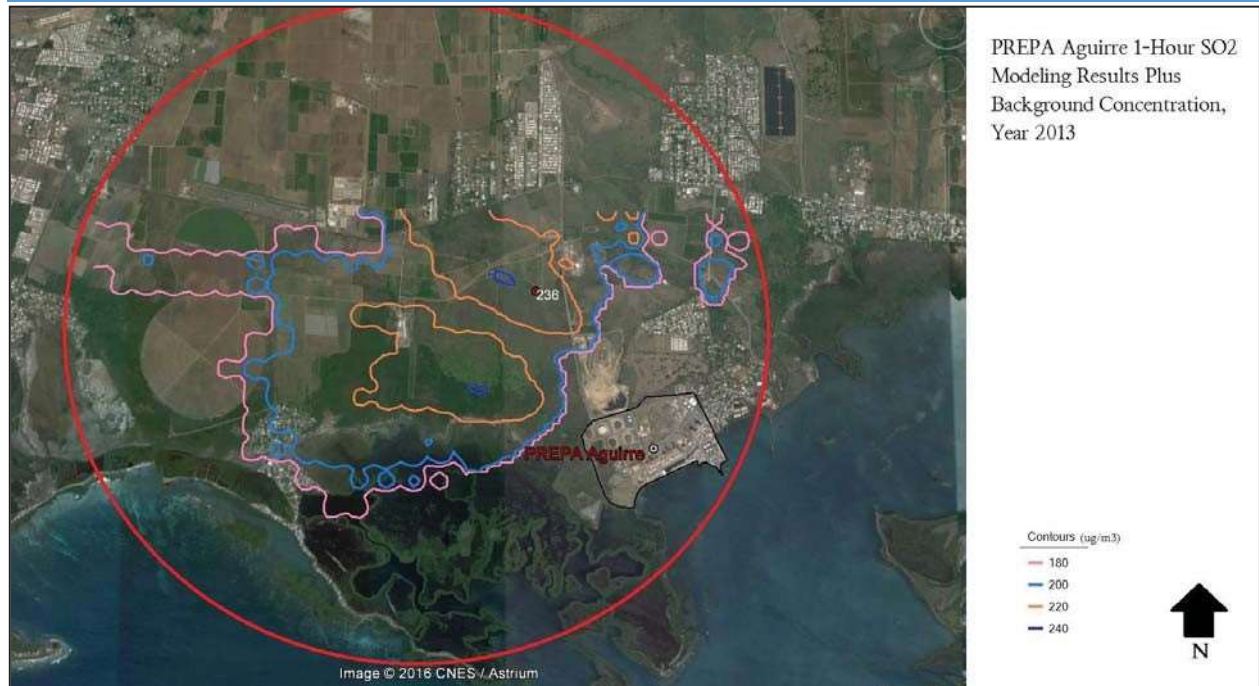 PREPA Aguirre 1-Hour SO2
Modeling Results Plus
Background Concentration,
Year 2013
236
PREPA Aguirre
Contours (ug/m3)
180
200
220
240
N
Image © 2016 CNES / Astrium